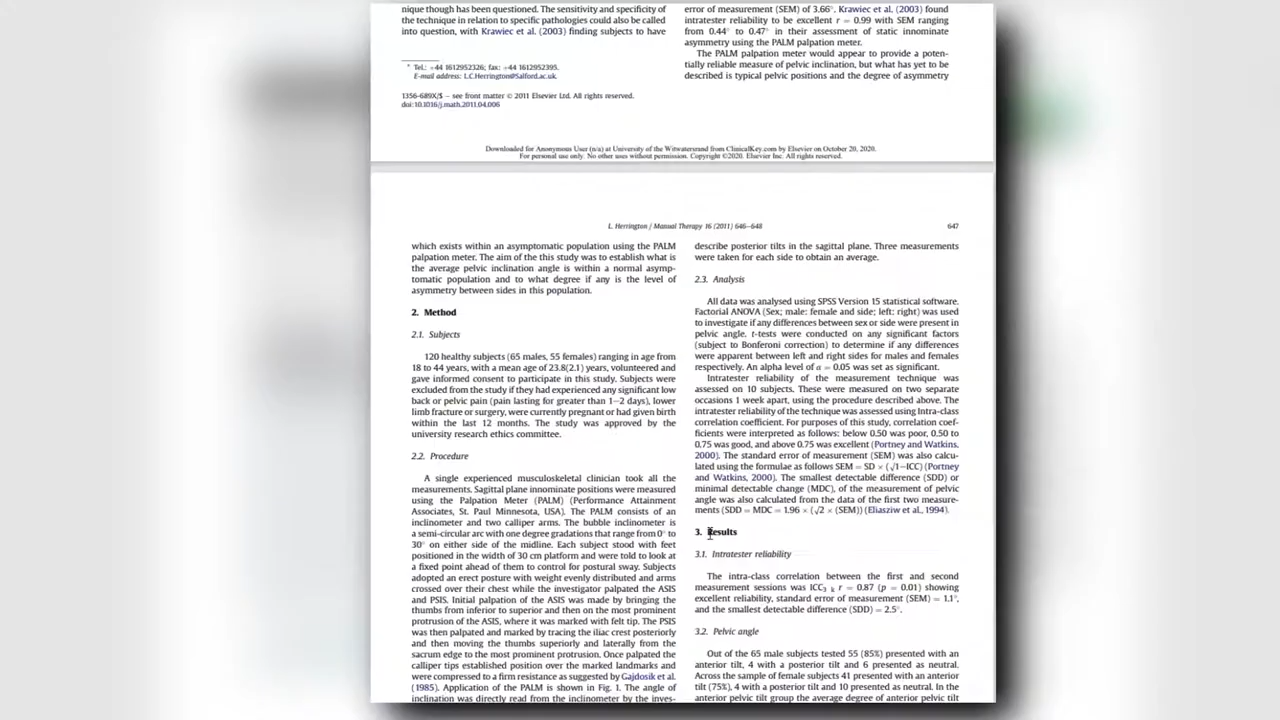 nique though has been questioned. The sensitivity and specificity of
the technique in relation to specific pathologies could also be called
into question, with Krawiec et al. (2003) finding subjects to have
* Tel.: +44 1612952326; fax: +44 1612952395.
E-mail address: L.C.Herrington@Salford.ac.uk.
1356-689X/$ – see front matter © 2011 Elsevier Ltd. All rights reserved.
doi:10.1016/j.math.2011.04.006
error of measurement (SEM) of 3.66°. Krawiec et al. (2003) found
intratester reliability to be excellent r = 0.99 with SEM ranging
from 0.44° to 0.47° in their assessment of static innominate
asymmetry using the PALM palpation meter.
The PALM palpation meter would appear to provide a poten-
tially reliable measure of pelvic inclination, but what has yet to be
described is typical pelvic positions and the degree of asymmetry
Downloaded for Anonymous User (n/a) at University of the Witwatersrand from ClinicalKey.com by Elsevier on October 20, 2020.
For personal use only. No other uses without permission. Copyright ©2020. Elsevier Inc. All rights reserved.
L. Herrington / Manual Therapy 16 (2011) 646–648
647
which exists within an asymptomatic population using the PALM
palpation meter. The aim of the this study was to establish what is
the average pelvic inclination angle is within a normal asymp-
tomatic population and to what degree if any is the level of
asymmetry between sides in this population.
2. Method
2.1. Subjects
120 healthy subjects (65 males, 55 females) ranging in age from
18 to 44 years, with a mean age of 23.8(2.1) years, volunteered and
gave informed consent to participate in this study. Subjects were
excluded from the study if they had experienced any significant low
back or pelvic pain (pain lasting for greater than 1–2 days), lower
limb fracture or surgery, were currently pregnant or had given birth
within the last 12 months. The study was approved by the
university research ethics committee.
2.2. Procedure
A single experienced musculoskeletal clinician took all the
measurements. Sagittal plane innominate positions were measured
using the Palpation Meter (PALM) (Performance Attainment
Associates, St. Paul Minnesota, USA). The PALM consists of an
inclinometer and two calliper arms. The bubble inclinometer is
a semi-circular arc with one degree gradations that range from 0° to
30° on either side of the midline. Each subject stood with feet
positioned in the width of 30 cm platform and were told to look at
a fixed point ahead of them to control for postural sway. Subjects
adopted an erect posture with weight evenly distributed and arms
crossed over their chest while the investigator palpated the ASIS
and PSIS. Initial palpation of the ASIS was made by bringing the
thumbs from inferior to superior and then on the most prominent
protrusion of the ASIS, where it was marked with felt tip. The PSIS
was then palpated and marked by tracing the iliac crest posteriorly
and then moving the thumbs superiorly and laterally from the
sacrum edge to the most prominent protrusion. Once palpated the
calliper tips established position over the marked landmarks and
were compressed to a firm resistance as suggested by Gajdosik et al.
(1985). Application of the PALM is shown in Fig. 1. The angle of
inclination was directly read from the inclinometer by the inves-
describe posterior tilts in the sagittal plane. Three measurements
were taken for each side to obtain an average.
2.3. Analysis
All data was analysed using SPSS Version 15 statistical software.
Factorial ANOVA (Sex; male: female and side; left: right) was used
to investigate if any differences between sex or side were present in
pelvic angle. t-tests were conducted on any significant factors
(subject to Bonferoni correction) to determine if any differences
were apparent between left and right sides for males and females
respectively. An alpha level of α = 0.05 was set as significant.
Intratester reliability of the measurement technique was
assessed on 10 subjects. These were measured on two separate
occasions 1 week apart, using the procedure described above. The
intratester reliability of the technique was assessed using Intra-class
correlation coefficient. For purposes of this study, correlation coef-
ficients were interpreted as follows: below 0.50 was poor, 0.50 to
0.75 was good, and above 0.75 was excellent (Portney and Watkins,
2000). The standard error of measurement (SEM) was also calcu-
lated using the formulae as follows SEM = SD × (√1−ICC) (Portney
and Watkins, 2000). The smallest detectable difference (SDD) or
minimal detectable change (MDC), of the measurement of pelvic
angle was also calculated from the data of the first two measure-
ments (SDD = MDC = 1.96 × (√2 × (SEM)) (Eliasziw et al., 1994).
3. Results
3.1. Intratester reliability
The intra-class correlation between the first and second
measurement sessions was ICC3 k r = 0.87 (p = 0.01) showing
excellent reliability, standard error of measurement (SEM) = 1.1°,
and the smallest detectable difference (SDD) = 2.5°.
3.2. Pelvic angle
Out of the 65 male subjects tested 55 (85%) presented with an
anterior tilt, 4 with a posterior tilt and 6 presented as neutral.
Across the sample of female subjects 41 presented with an anterior
tilt (75%), 4 with a posterior tilt and 10 presented as neutral. In the
anterior pelvic tilt group the average degree of anterior pelvic tilt